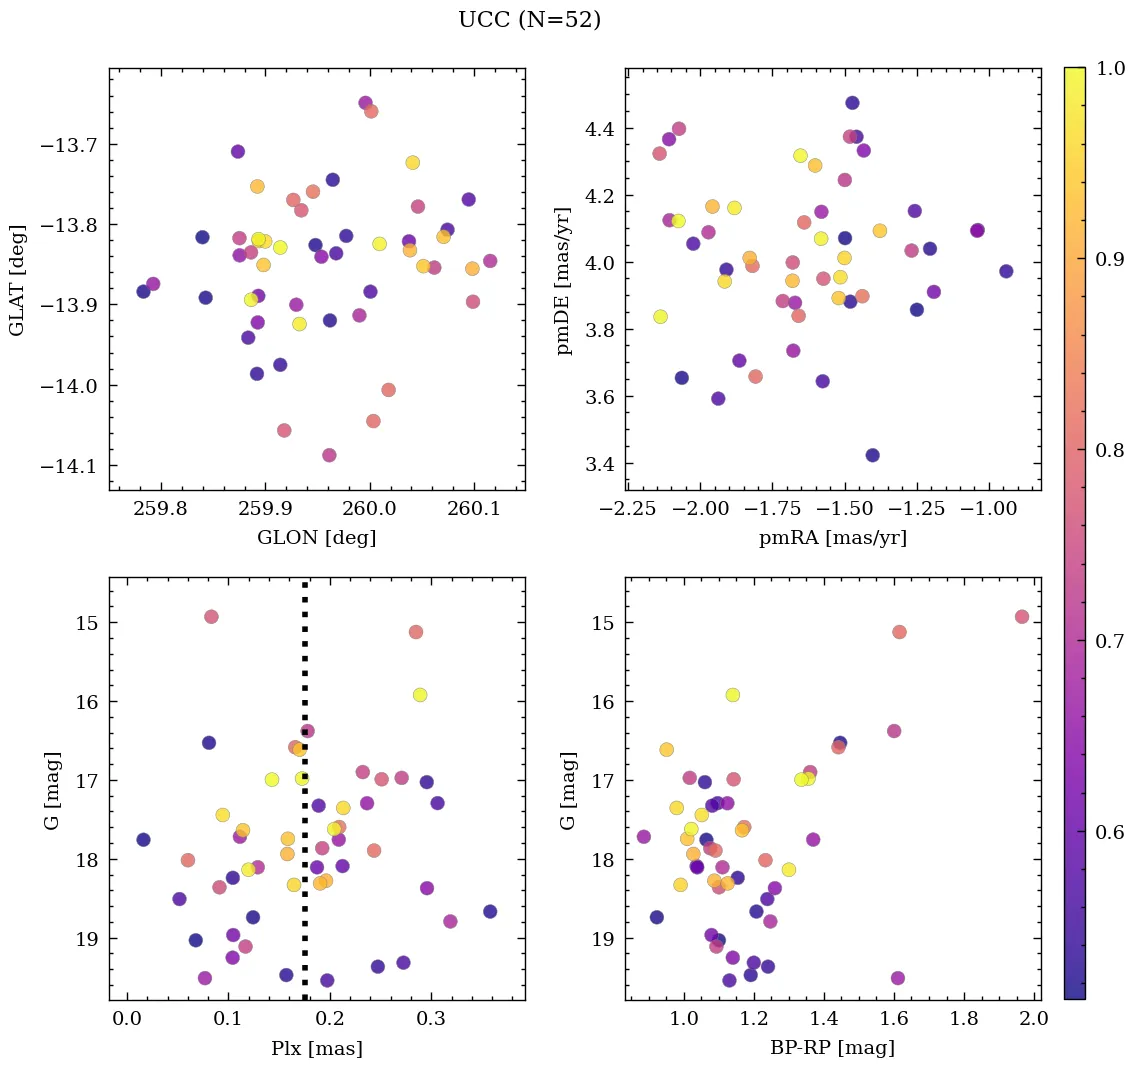 UCC (N=52)
−13.7
−13.8
−13.9
−14.0
−14.1
GLAT [deg]
259.8 259.9 260.0 260.1
GLON [deg]
4.4
4.2
4.0
3.8
3.6
3.4
pmDE [mas/yr]
−2.25 −2.00 −1.75 −1.50 −1.25 −1.00
pmRA [mas/yr]
1.0
0.9
0.8
0.7
0.6
15
16
17
18
19
G [mag]
0.0 0.1 0.2 0.3
Plx [mas]
15
16
17
18
19
G [mag]
1.0 1.2 1.4 1.6 1.8 2.0
BP-RP [mag]